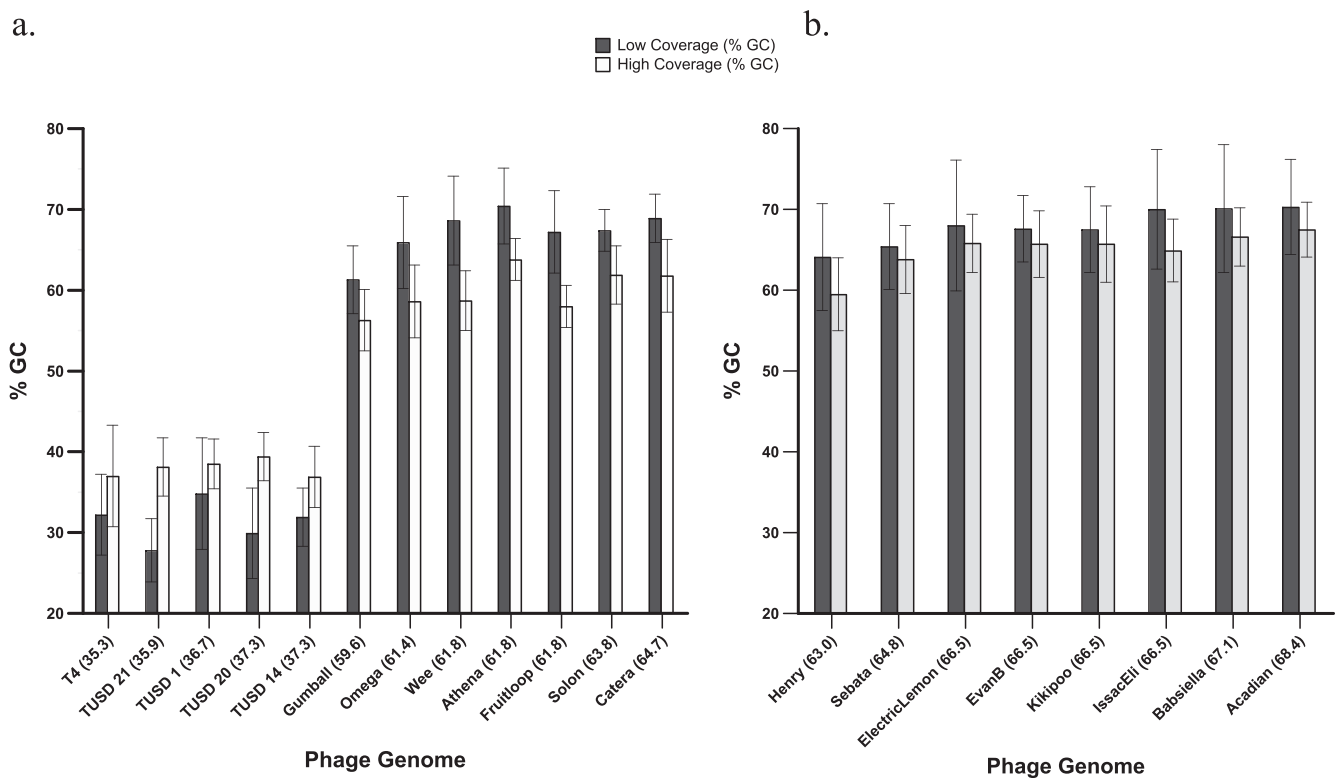 a.
b.
Low Coverage (% GC)
High Coverage (% GC)
80
70
60
50
40
30
20
% GC
T4 (35.3)
TUSD 21 (35.9)
TUSD 1 (36.7)
TUSD 20 (37.3)
TUSD 14 (37.3)
Gumball (59.6)
Omega (61.4)
Wee (61.8)
Athena (61.8)
Fruitloop (61.8)
Solon (63.8)
Catera (64.7)
Phage Genome
80
70
60
50
40
30
20
% GC
Henry (63.0)
Sebata (64.8)
ElectricLemon (66.5)
EvanB (66.5)
Kikipoo (66.5)
IssacEli (66.5)
Babsiella (67.1)
Acadian (68.4)
Phage Genome